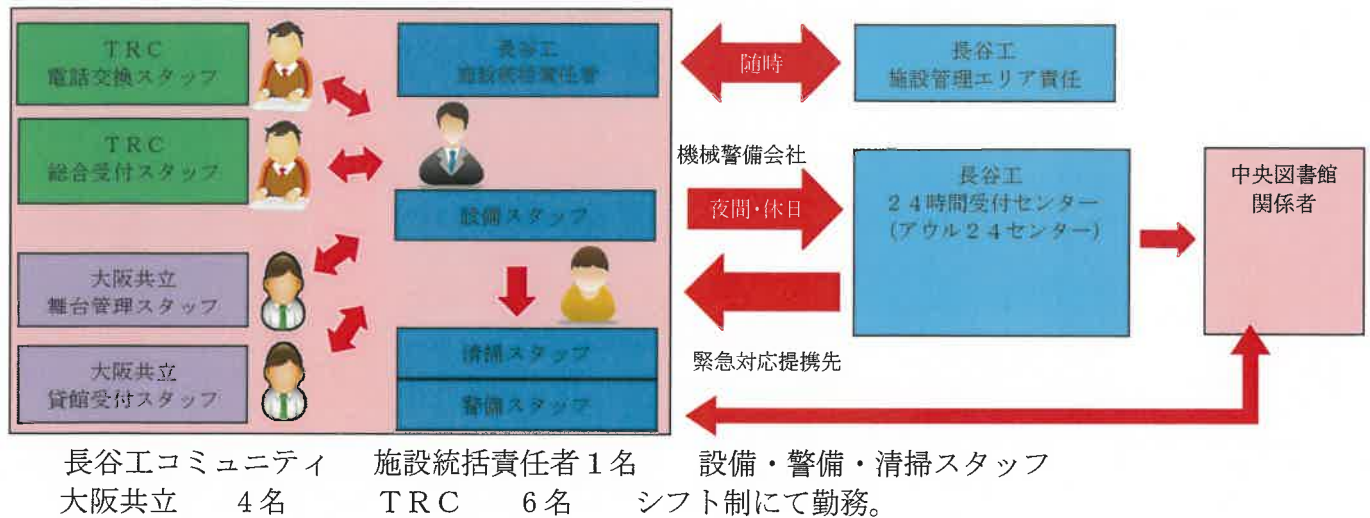 TRC
電話交換スタッフ
長谷工
施設統括責任者
随時
長谷工
施設管理エリア責任
TRC
総合受付スタッフ
機械警備会社
夜間・休日
長谷工
24時間受付センター
(アウル24センター)
中央図書館
関係者
設備スタッフ
大阪共立
舞台管理スタッフ
清掃スタッフ
緊急対応提携先
大阪共立
貸館受付スタッフ
警備スタッフ
長谷工コミュニティ 施設統括責任者1名 設備・警備・清掃スタッフ
大阪共立 4名 TRC 6名 シフト制にて勤務。